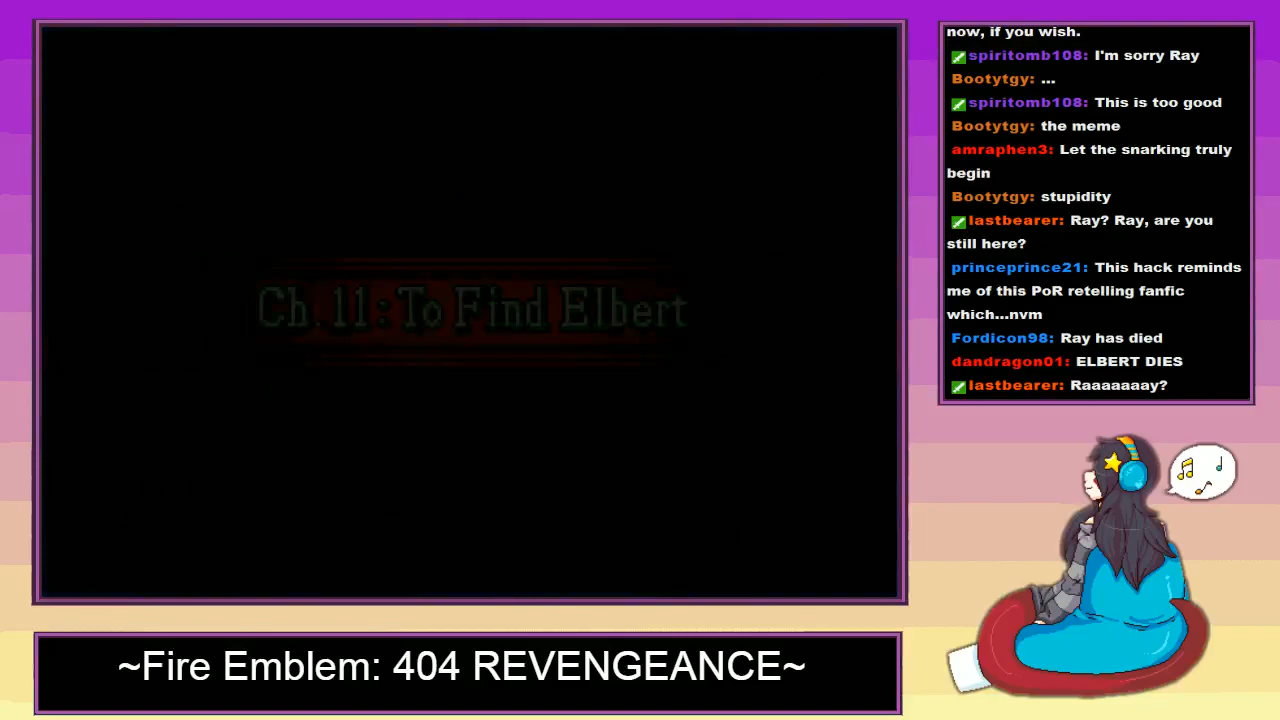 Ch.11:To Find Elbert
now, if you wish.
spiritomb108: I'm sorry Ray
Bootytgy: ...
spiritomb108: This is too good
Bootytgy: the meme
amraphen3: Let the snarking truly
begin
Bootytgy: stupidity
lastbearer: Ray? Ray, are you
still here?
princeprince21: This hack reminds
me of this PoR retelling fanfic
which...nvm
Fordicon98: Ray has died
dandragon01: ELBERT DIES
lastbearer: Raaaaaaay?
~Fire Emblem: 404 REVENGEANCE~